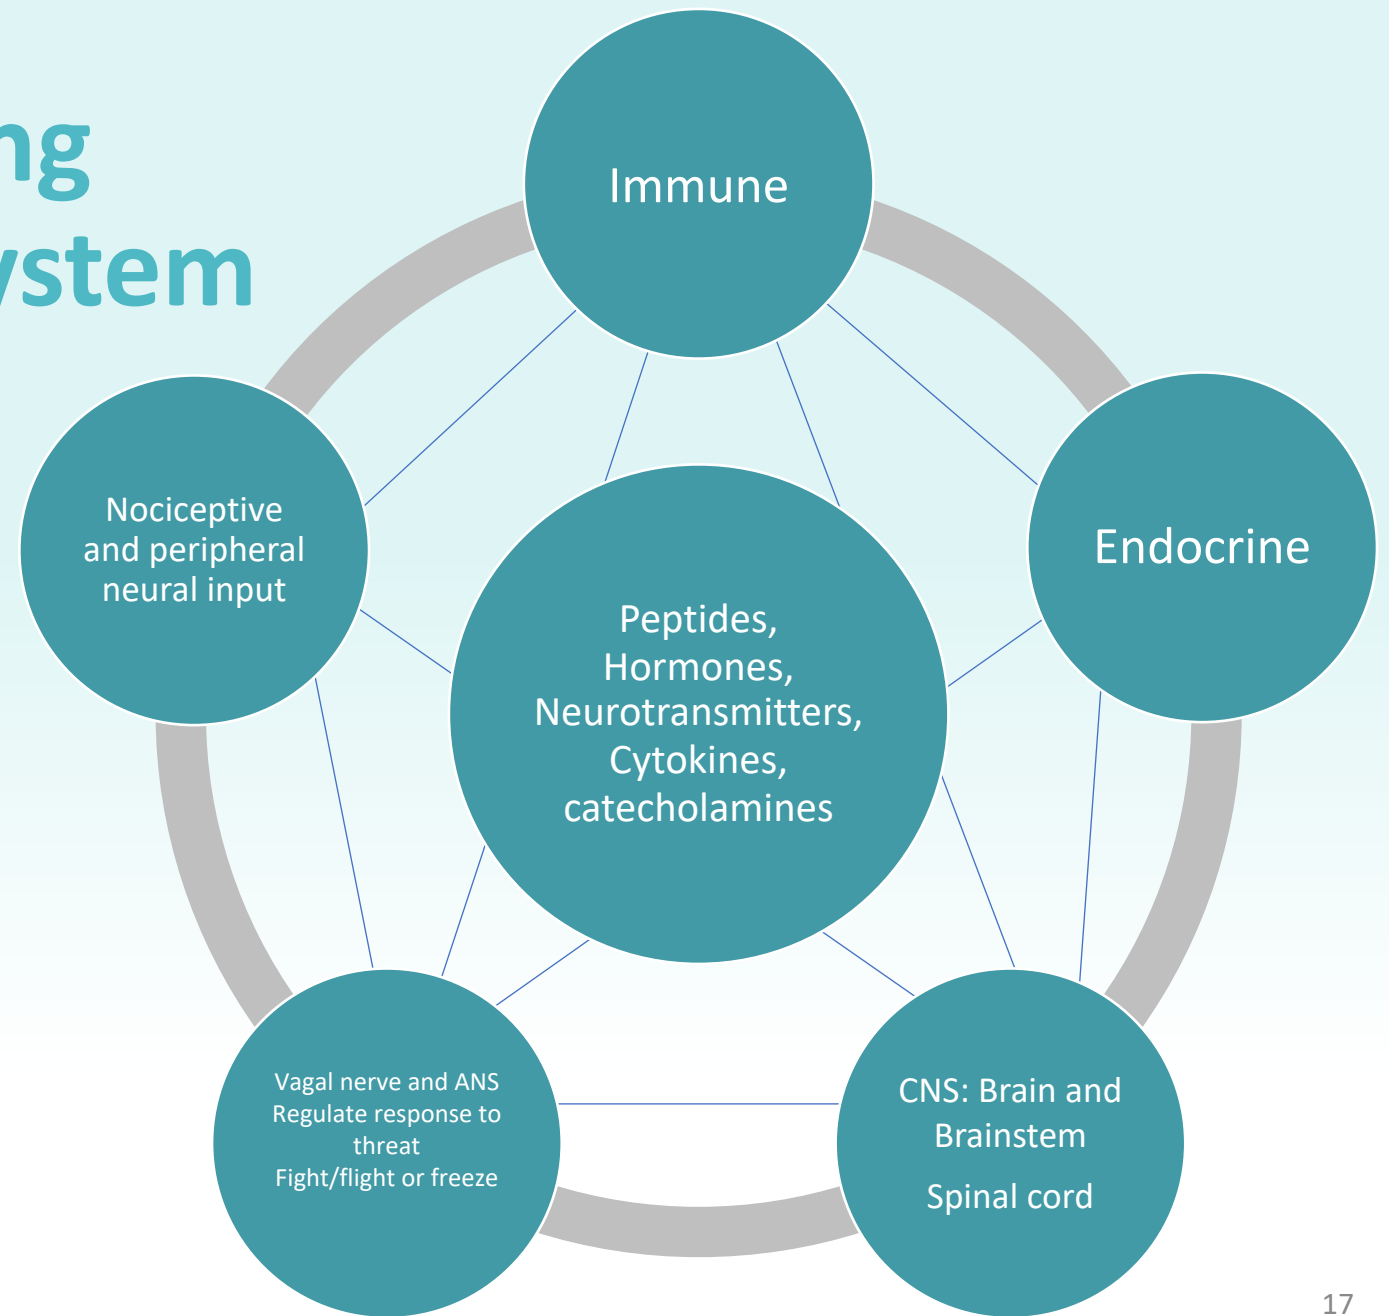 ng
ystem
Immune
Nociceptive
and peripheral
neural input
Endocrine
Peptides,
Hormones,
Neurotransmitters,
Cytokines,
catecholamines
Vagal nerve and ANS
Regulate response to
threat
Fight/flight or freeze
CNS: Brain and
Brainstem
Spinal cord
17